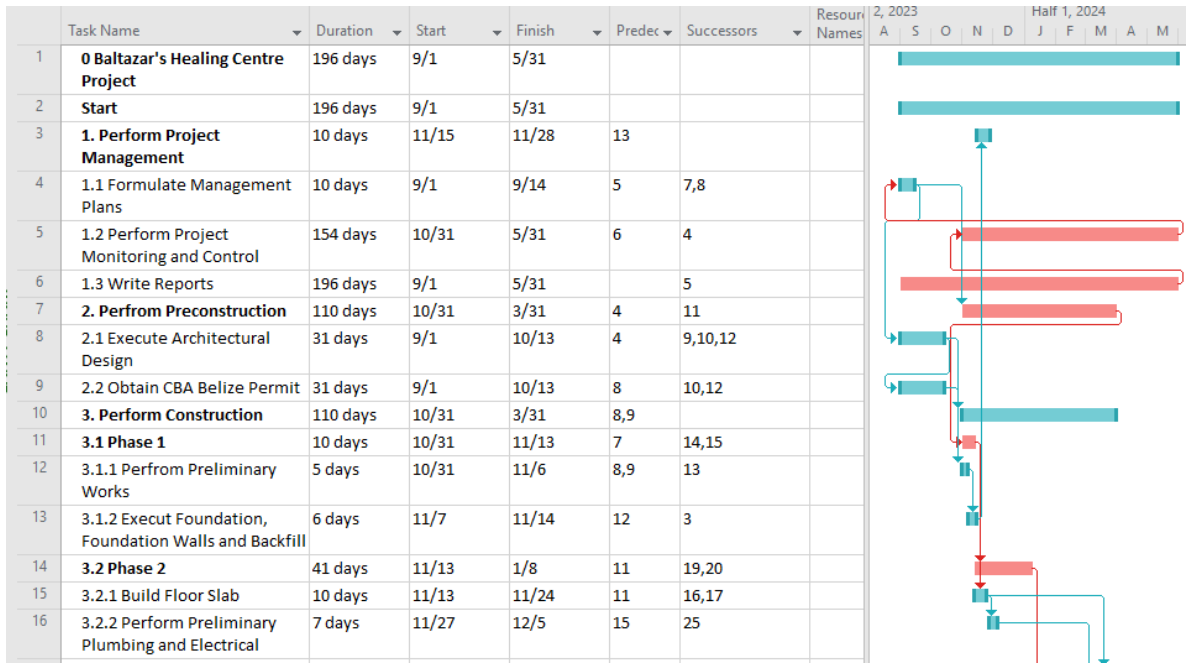 Resour 2, 2023 Half 1, 2024
Task Name Duration Start Finish Predec Successors Names A S O N D J F M A M
1 0 Baltazar's Healing Centre 196 days 9/1 5/31
Project
2 Start 196 days 9/1 5/31
3 1. Perform Project 10 days 11/15 11/28 13
Management
4 1.1 Formulate Management 10 days 9/1 9/14 5 7,8
Plans
5 1.2 Perform Project 154 days 10/31 5/31 6 4
Monitoring and Control
6 1.3 Write Reports 196 days 9/1 5/31 5
7 2. Perfrom Preconstruction 110 days 10/31 3/31 4 11
8 2.1 Execute Architectural 31 days 9/1 10/13 4 9,10,12
Design
9 2.2 Obtain CBA Belize Permit 31 days 9/1 10/13 8 10,12
10 3. Perform Construction 110 days 10/31 3/31 8,9
11 3.1 Phase 1 10 days 10/31 11/13 7 14,15
12 3.1.1 Perfrom Preliminary 5 days 10/31 11/6 8,9 13
Works
13 3.1.2 Execut Foundation, 6 days 11/7 11/14 12 3
Foundation Walls and Backfill
14 3.2 Phase 2 41 days 11/13 1/8 11 19,20
15 3.2.1 Build Floor Slab 10 days 11/13 11/24 11 16,17
16 3.2.2 Perform Preliminary 7 days 11/27 12/5 15 25
Plumbing and Electrical